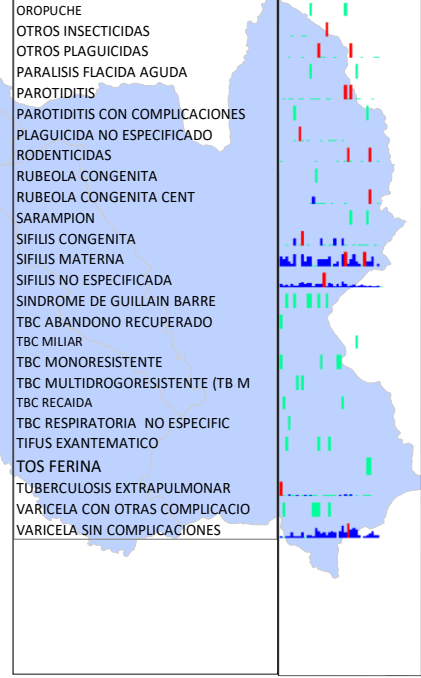 OROPUCHE
OTROS INSECTICIDAS
OTROS PLAGUICIDAS
PARALISIS FLACIDA AGUDA
PAROTIDITIS
PAROTIDITIS CON COMPLICACIONES
PLAGUICIDA NO ESPECIFICADO
RODENTICIDAS
RUBEOLA CONGENITA
RUBEOLA CONGENITA CENT
SARAMPION
SIFILIS CONGENITA
SIFILIS MATERNA
SIFILIS NO ESPECIFICADA
SINDROME DE GUILLAIN BARRE
TBC ABANDONO RECUPERADO
TBC MILIAR
TBC MONORESISTENTE
TBC MULTIDROGORESISTENTE (TB M
TBC RECAIDA
TBC RESPIRATORIA  NO ESPECIFIC
TIFUS EXANTEMATICO
TOS FERINA
TUBERCULOSIS EXTRAPULMONAR
VARICELA CON OTRAS COMPLICACIO
VARICELA SIN COMPLICACIONES